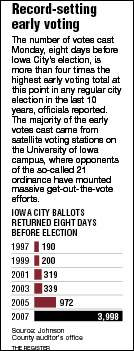 Record-setting
early voting
The number of votes cast
Monday, eight days before
Iowa City's election, is
more than four times the
highest early voting total at
this point in any regular city
election in the last 10
years, officials reported.
The majority of the early
votes cast came from
satellite voting stations on
the University of Iowa
campus, where opponents
of the so-called 21
ordinance have mounted
massive get-out-the-vote
efforts.
IOWA CITY BALLOTS
RETURNED EIGHT DAYS
BEFORE ELECTION
1997 190
1999 200
2001 319
2003 339
2005 972
2007 3,998
Source: Johnson
County auditor's office
THE REGISTER